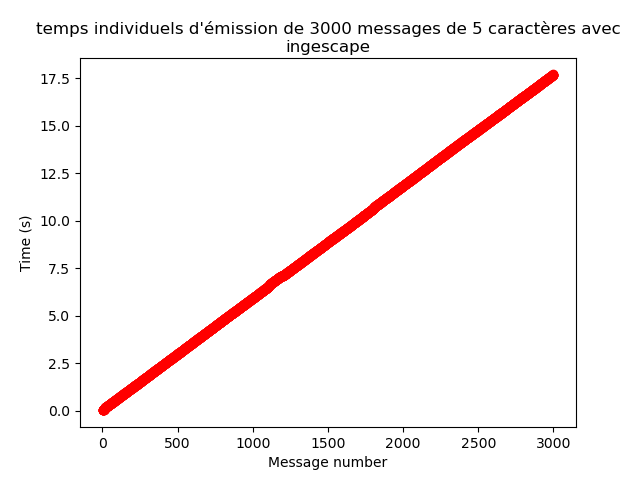 temps individuels d'émission de 3000 messages de 5 caractères avec
ingescape
17.5
15.0
12.5
10.0
7.5
5.0
2.5
0.0
Time (s)
0 500 1000 1500 2000 2500 3000
Message number